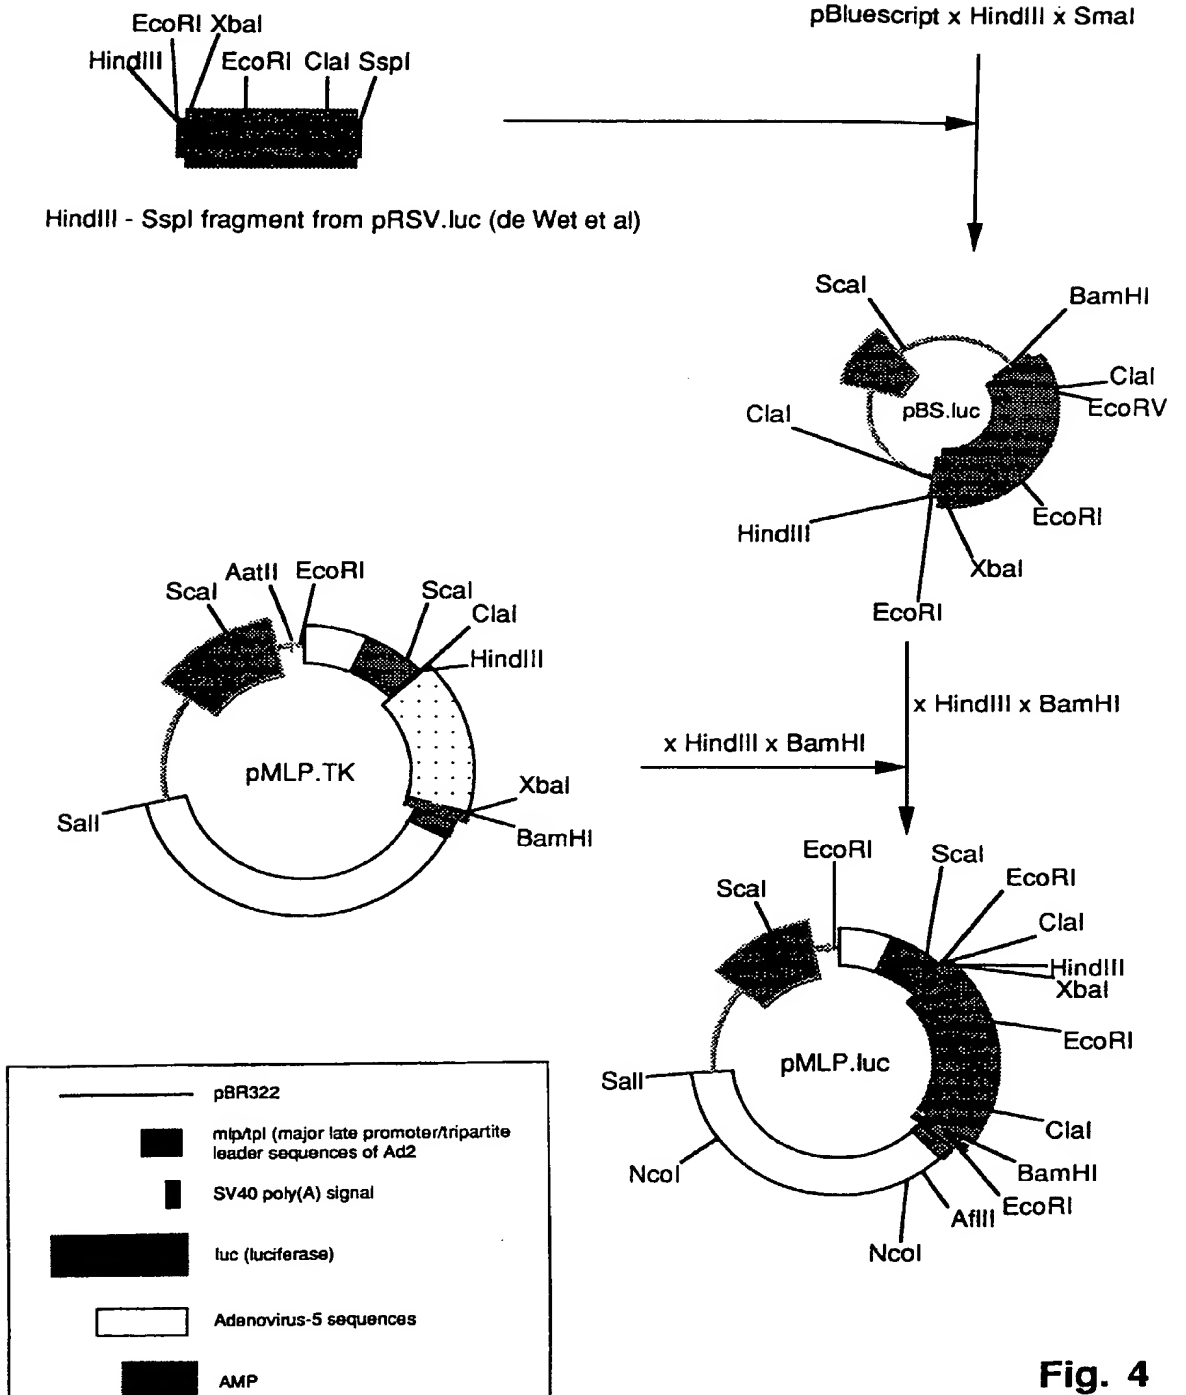 EcoRI XbaI
HindIII EcoRI ClaI SspI
pBluescript x HindIII x SmaI
HindIII - SspI fragment from pRSV.luc (de Wet et al)
ScaI
BamHI
ClaI
EcoRV
ClaI
pBS.luc
HindIII
EcoRI
XbaI
EcoRI
x HindIII x BamHI
ScaI
AatII
EcoRI
ScaI
ClaI
HindIII
pMLP.TK
XbaI
BamHI
SalI
x HindIII x BamHI
EcoRI
ScaI
ScaI
EcoRI
ClaI
HindIII
XbaI
EcoRI
pMLP.luc
SalI
ClaI
BamHI
EcoRI
AflII
NcoI
NcoI
pBR322
mlp/tpl (major late promoter/tripartite
leader sequences of Ad2
SV40 poly(A) signal
luc (luciferase)
Adenovirus-5 sequences
AMP
Fig. 4